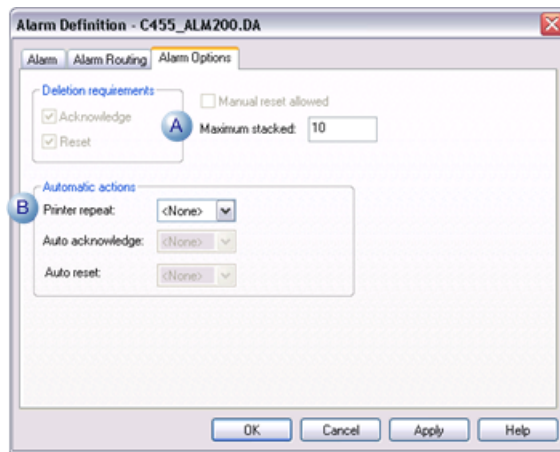 Alarm Definition - C455_ALM200.DA
Alarm
Alarm Routing
Alarm Options
Deletion requirements
Acknowledge
Reset
Manual reset allowed
A
Maximum stacked: 10
Automatic actions
B
Printer repeat: <None>
Auto acknowledge: <None>
Auto reset: <None>
OK
Cancel
Apply
Help